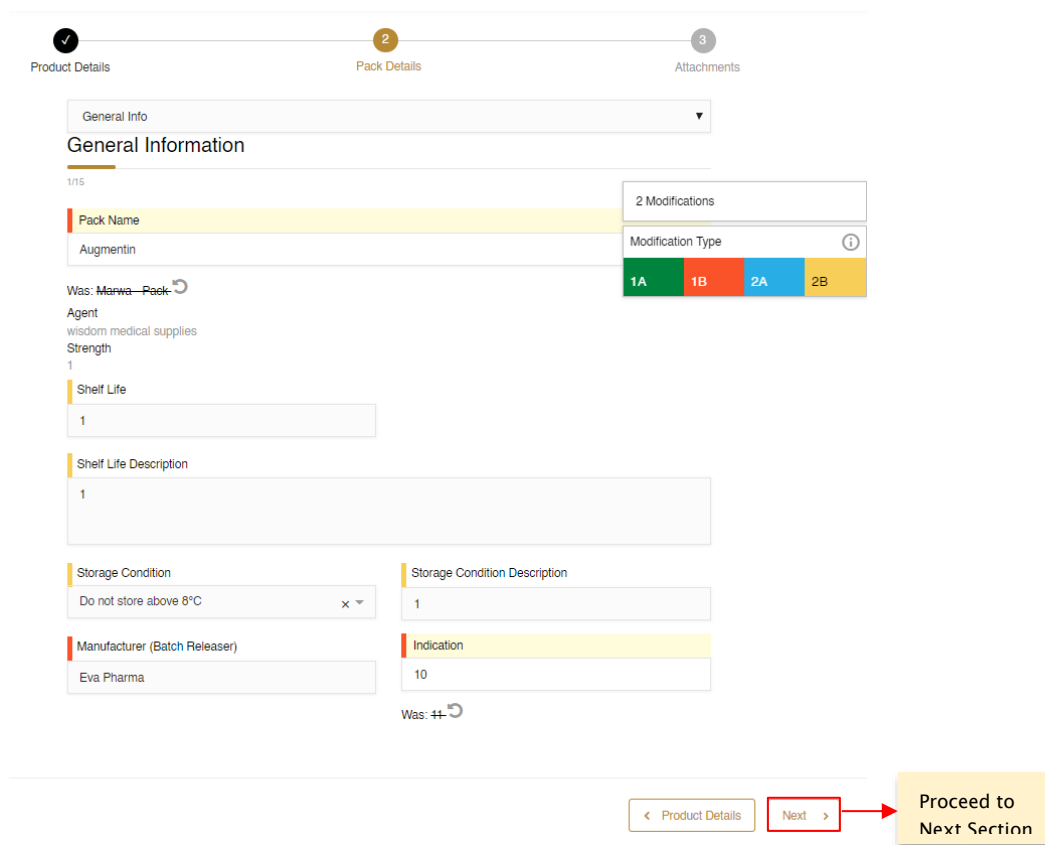 2 3
Product Details Pack Details Attachments
General Info
General Information
1/15
2 Modifications
Pack Name
Augmentin
Modification Type
1A 1B 2A 2B
Was: Marwa - Pack
Agent
wisdom medical supplies
Strength
1
Shelf Life
1
Shelf Life Description
1
Storage Condition Storage Condition Description
Do not store above 8°C x 1
Manufacturer (Batch Releaser) Indication
Eva Pharma 10
Was: 11
Product Details Next
Proceed to
Next Section